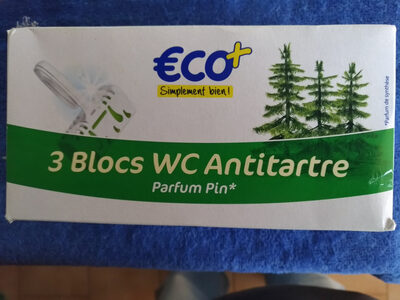 €co+
Simplement bien !
3 Blocs WC Antitartre
Parfum Pin*
*Parfum de synthèse